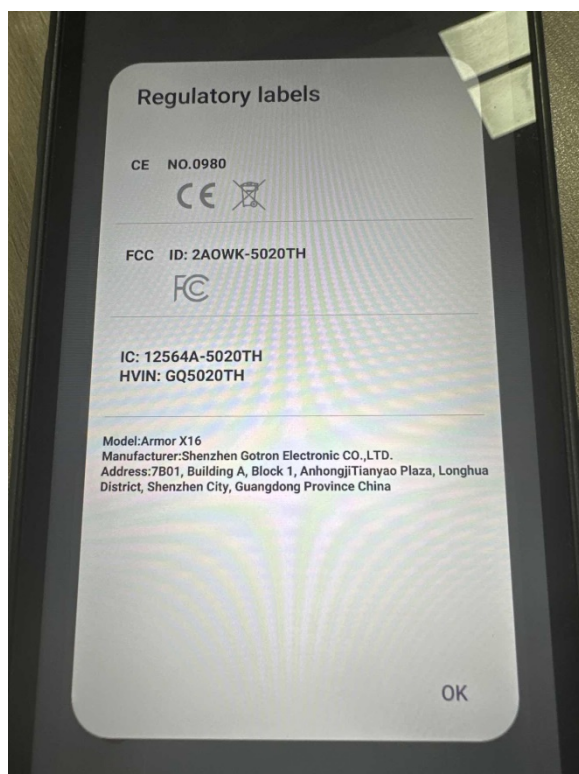 Regulatory labels
CE NO.0980
CE
FCC ID: 2AOWK-5020TH
FC
IC: 12564A-5020TH
HVIN: GQ5020TH
Model:Armor X16
Manufacturer:Shenzhen Gotron Electronic CO.,LTD.
Address:7B01, Building A, Block 1, AnhongjiTianyao Plaza, Longhua
District, Shenzhen City, Guangdong Province China
OK